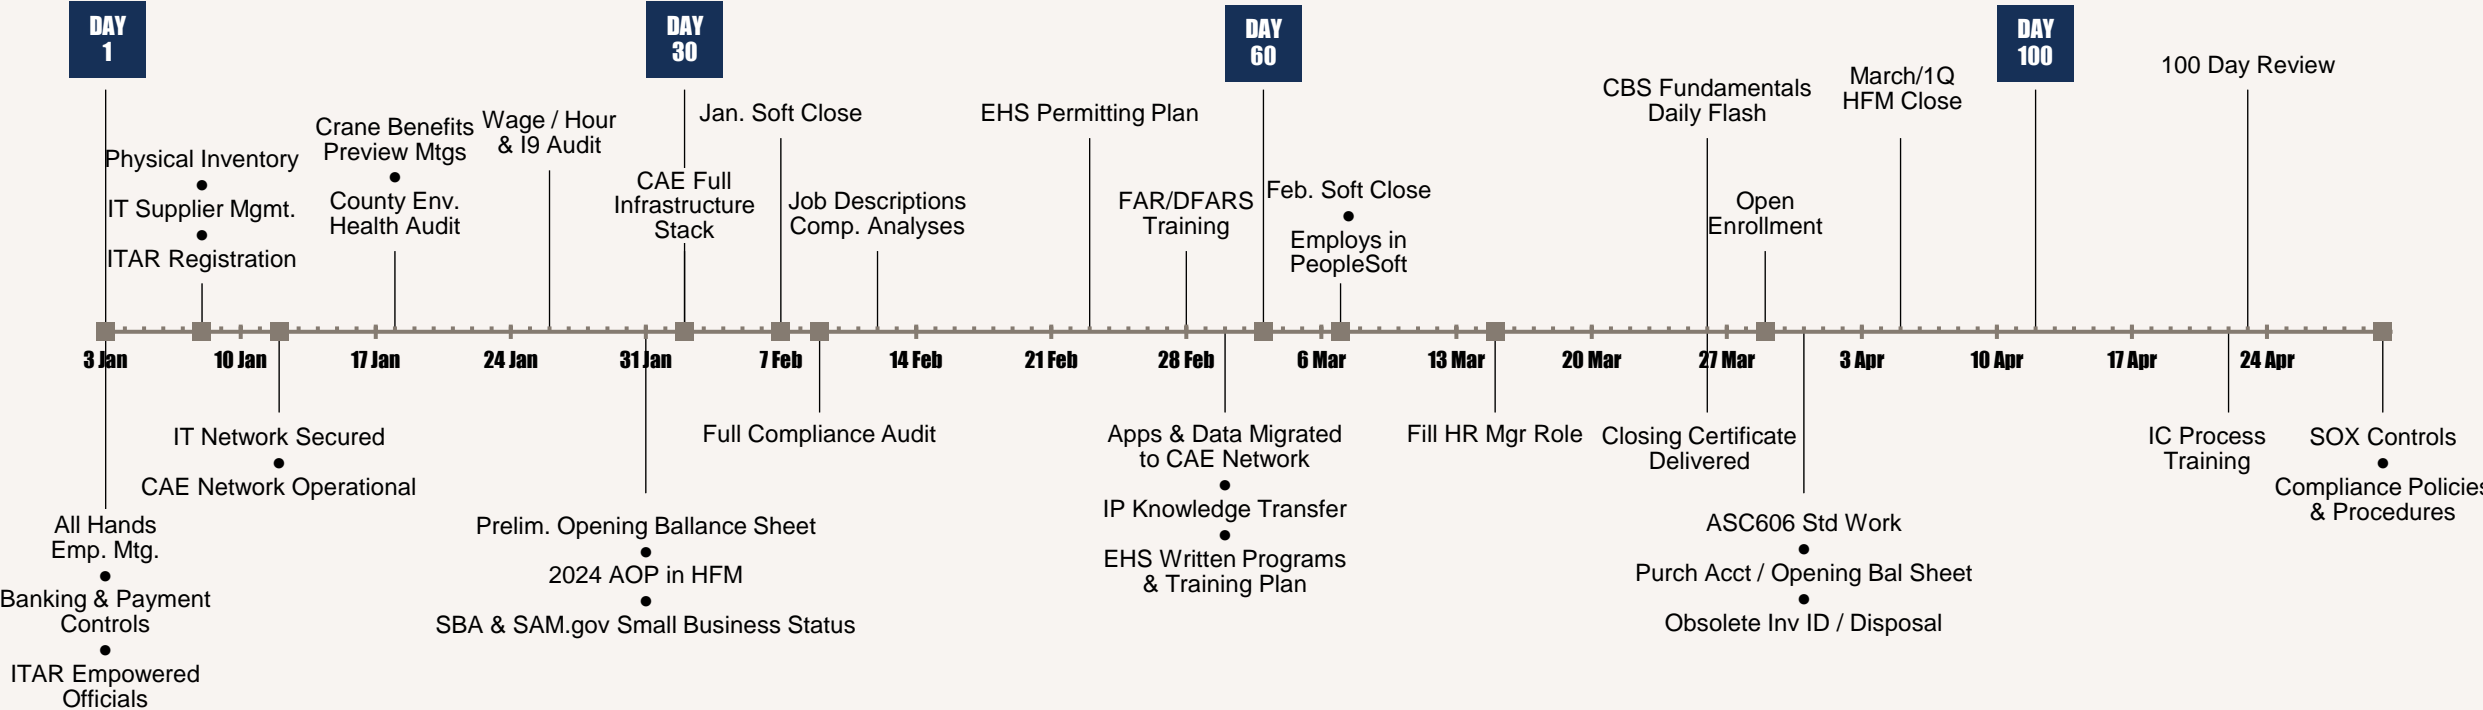 DAY
1
DAY
30
DAY
60
DAY
100
Physical Inventory
●
IT Supplier Mgmt.
●
ITAR Registration
Crane Benefits
Preview Mtgs
●
County Env.
Health Audit
Wage / Hour
& I9 Audit
CAE Full
Infrastructure
Stack
Jan. Soft Close
Job Descriptions
Comp. Analyses
EHS Permitting Plan
FAR/DFARS
Training
Feb. Soft Close
●
Employs in
PeopleSoft
CBS Fundamentals
Daily Flash
Open
Enrollment
March/1Q
HFM Close
100 Day Review
3 Jan
10 Jan
17 Jan
24 Jan
31 Jan
7 Feb
14 Feb
21 Feb
28 Feb
6 Mar
13 Mar
20 Mar
27 Mar
3 Apr
10 Apr
17 Apr
24 Apr
All Hands
Emp. Mtg.
●
Banking & Payment
Controls
●
ITAR Empowered
Officials
IT Network Secured
●
CAE Network Operational
Prelim. Opening Ballance Sheet
●
2024 AOP in HFM
●
SBA & SAM.gov Small Business Status
Full Compliance Audit
Apps & Data Migrated
to CAE Network
●
IP Knowledge Transfer
●
EHS Written Programs
& Training Plan
Fill HR Mgr Role
Closing Certificate
Delivered
ASC606 Std Work
●
Purch Acct / Opening Bal Sheet
●
Obsolete Inv ID / Disposal
IC Process
Training
SOX Controls
●
Compliance Policies
& Procedures